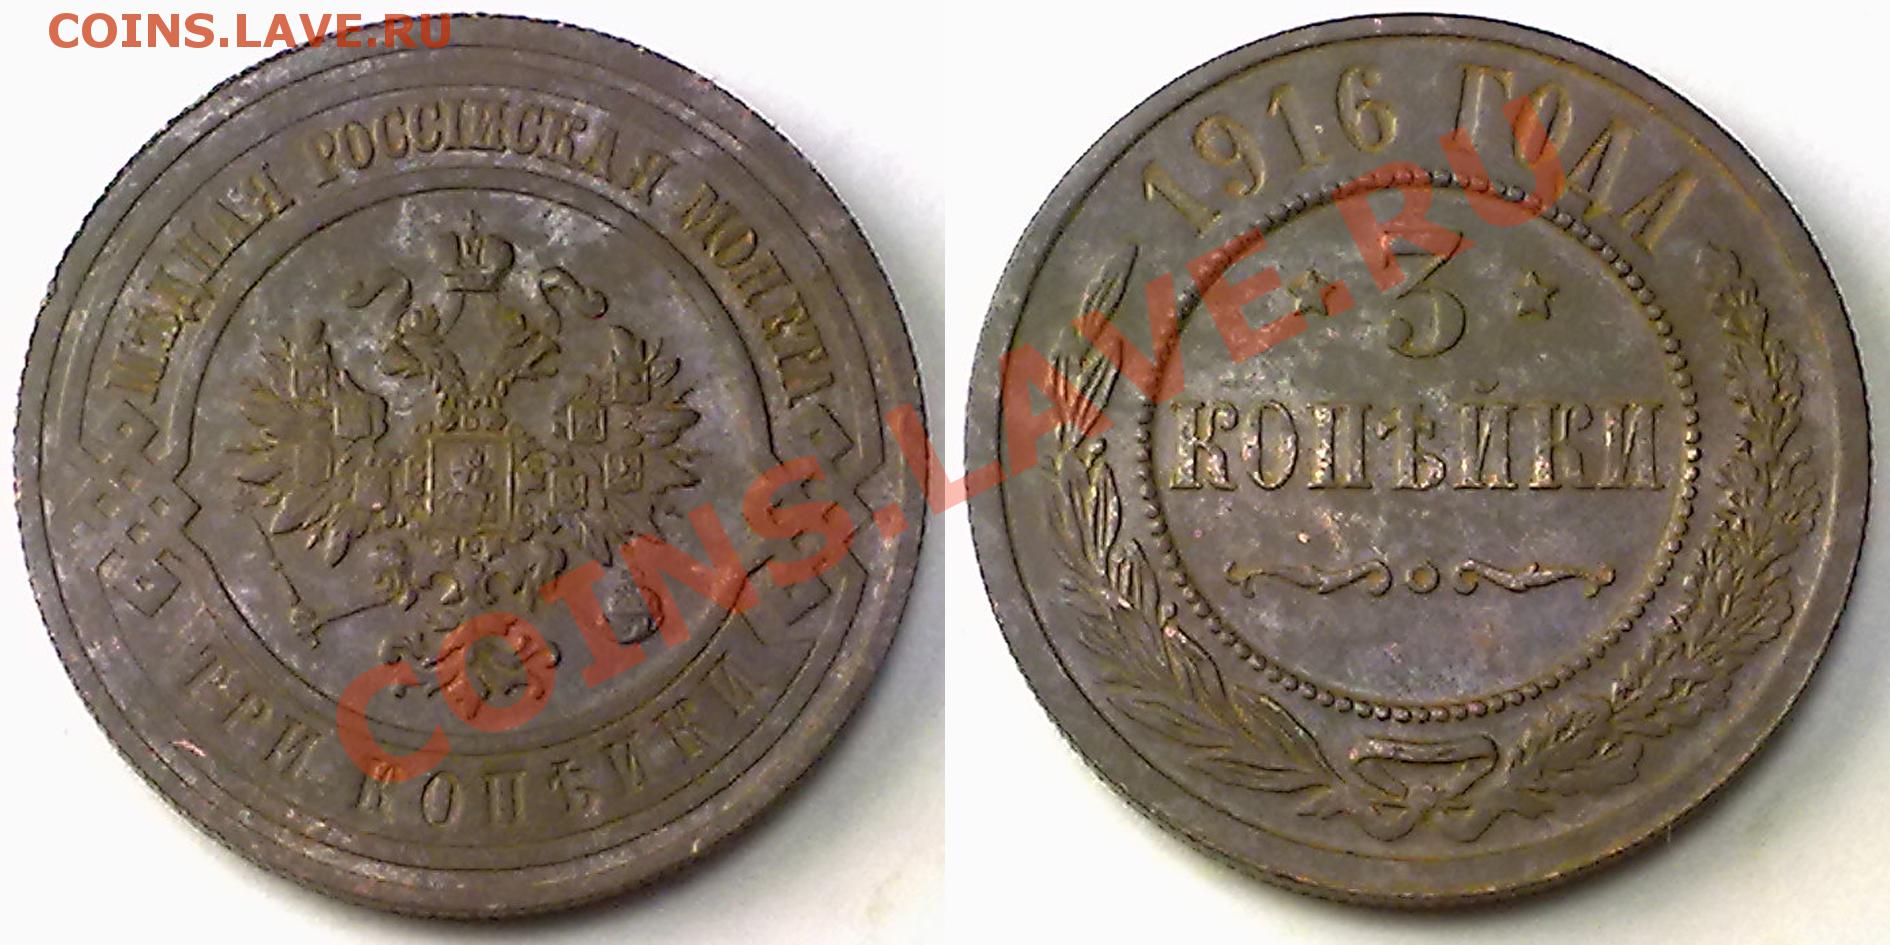 COINS.LAVE.RU
МѢДНАЯ РОССІЙСКАЯ МОНЕТА
ТРИ КОПѢЙКИ
1916 ГОДА
3
КОПѢЙКИ
COINS.LAVE.RU